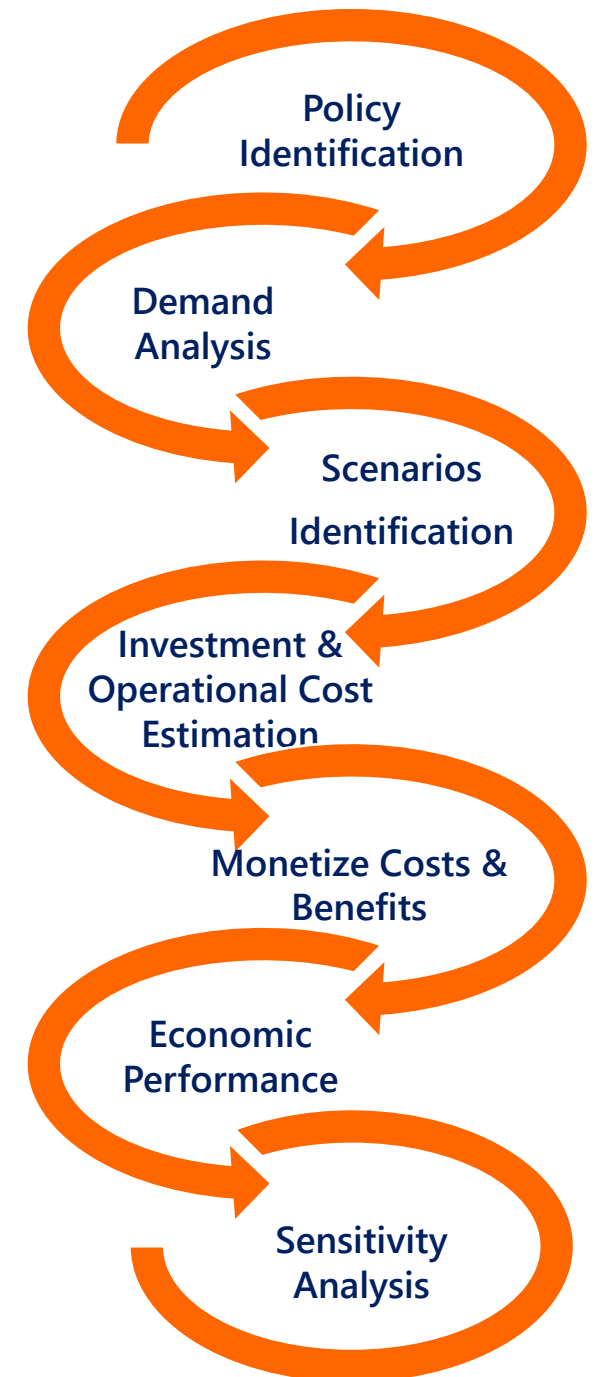 Policy
Identification
Demand
Analysis
Scenarios
Identification
Investment &
Operational Cost
Estimation
Monetize Costs &
Benefits
Economic
Performance
Sensitivity
Analysis